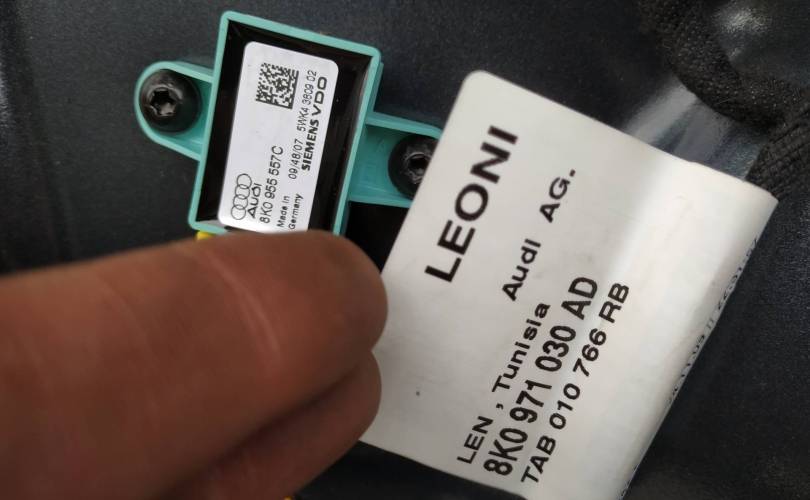 Audi
8K0 955 557C
Made in
Germany
09/48/07
5WK4 3609 02
SIEMENS VDO
LEONI
Audi AG.
LEN , Tunisia
8K0 971 030 AD
TAB 010 766 RB